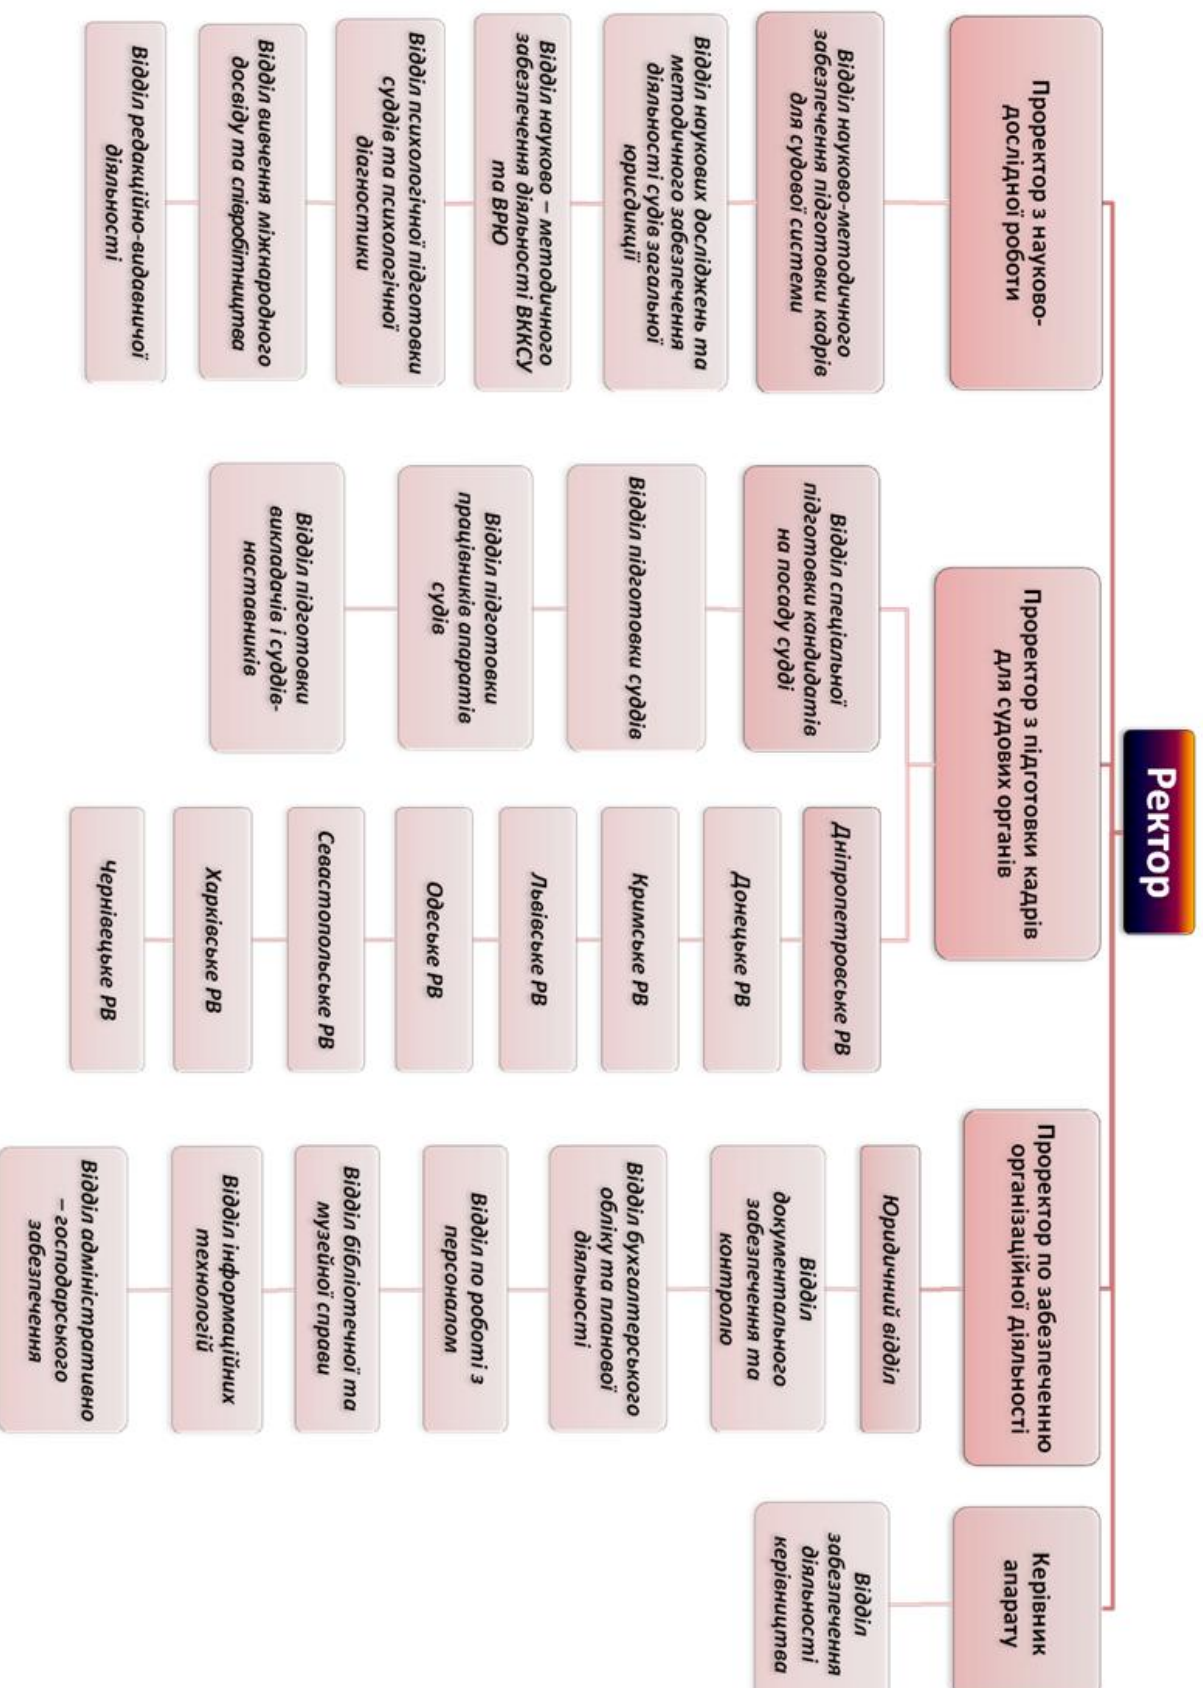 Ректор
Проректор з науково-
дослідної роботи
Відділ науково-методичного
забезпечення підготовки кадрів
для судової системи
Відділ наукових досліджень та
методичного забезпечення
діяльності судів загальної
юрисдикції
Відділ науково – методичного
забезпечення діяльності ВККСУ
та ВРЮ
Відділ психологічної підготовки
суддів та психологічної
діагностики
Відділ вивчення міжнародного
досвіду та співробітництва
Відділ редакційно-видавничої
діяльності
Проректор з підготовки кадрів
для судових органів
Відділ спеціальної
підготовки кандидатів
на посаду судді
Відділ підготовки суддів
Відділ підготовки
працівників апаратів
судів
Відділ підготовки
викладачів і суддів-
наставників
Дніпропетровське РВ
Донецьке РВ
Кримське РВ
Львівське РВ
Одеське РВ
Севастопольське РВ
Харківське РВ
Чернівецьке РВ
Проректор по забезпеченню
організаційної діяльності
Юридичний відділ
Відділ
документального
забезпечення та
контролю
Відділ бухгалтерського
обліку та планової
діяльності
Відділ по роботі з
персоналом
Відділ бібліотечної та
музейної справи
Відділ інформаційних
технологій
Відділ адміністративно
– господарського
забезпечення
Керівник
апарату
Відділ
забезпечення
діяльності
керівництва